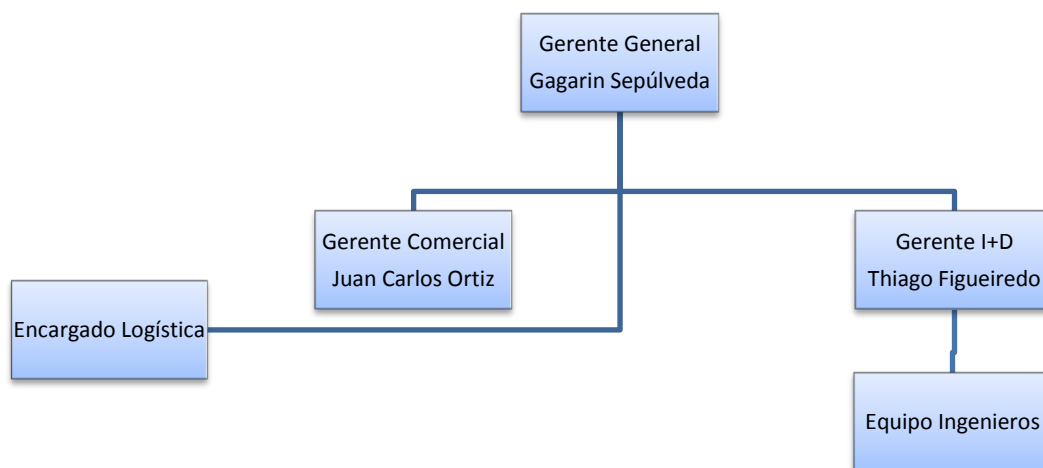 Gerente General
Gagarin Sepúlveda
Gerente Comercial
Juan Carlos Ortiz
Gerente I+D
Thiago Figueiredo
Encargado Logística
Equipo Ingenieros